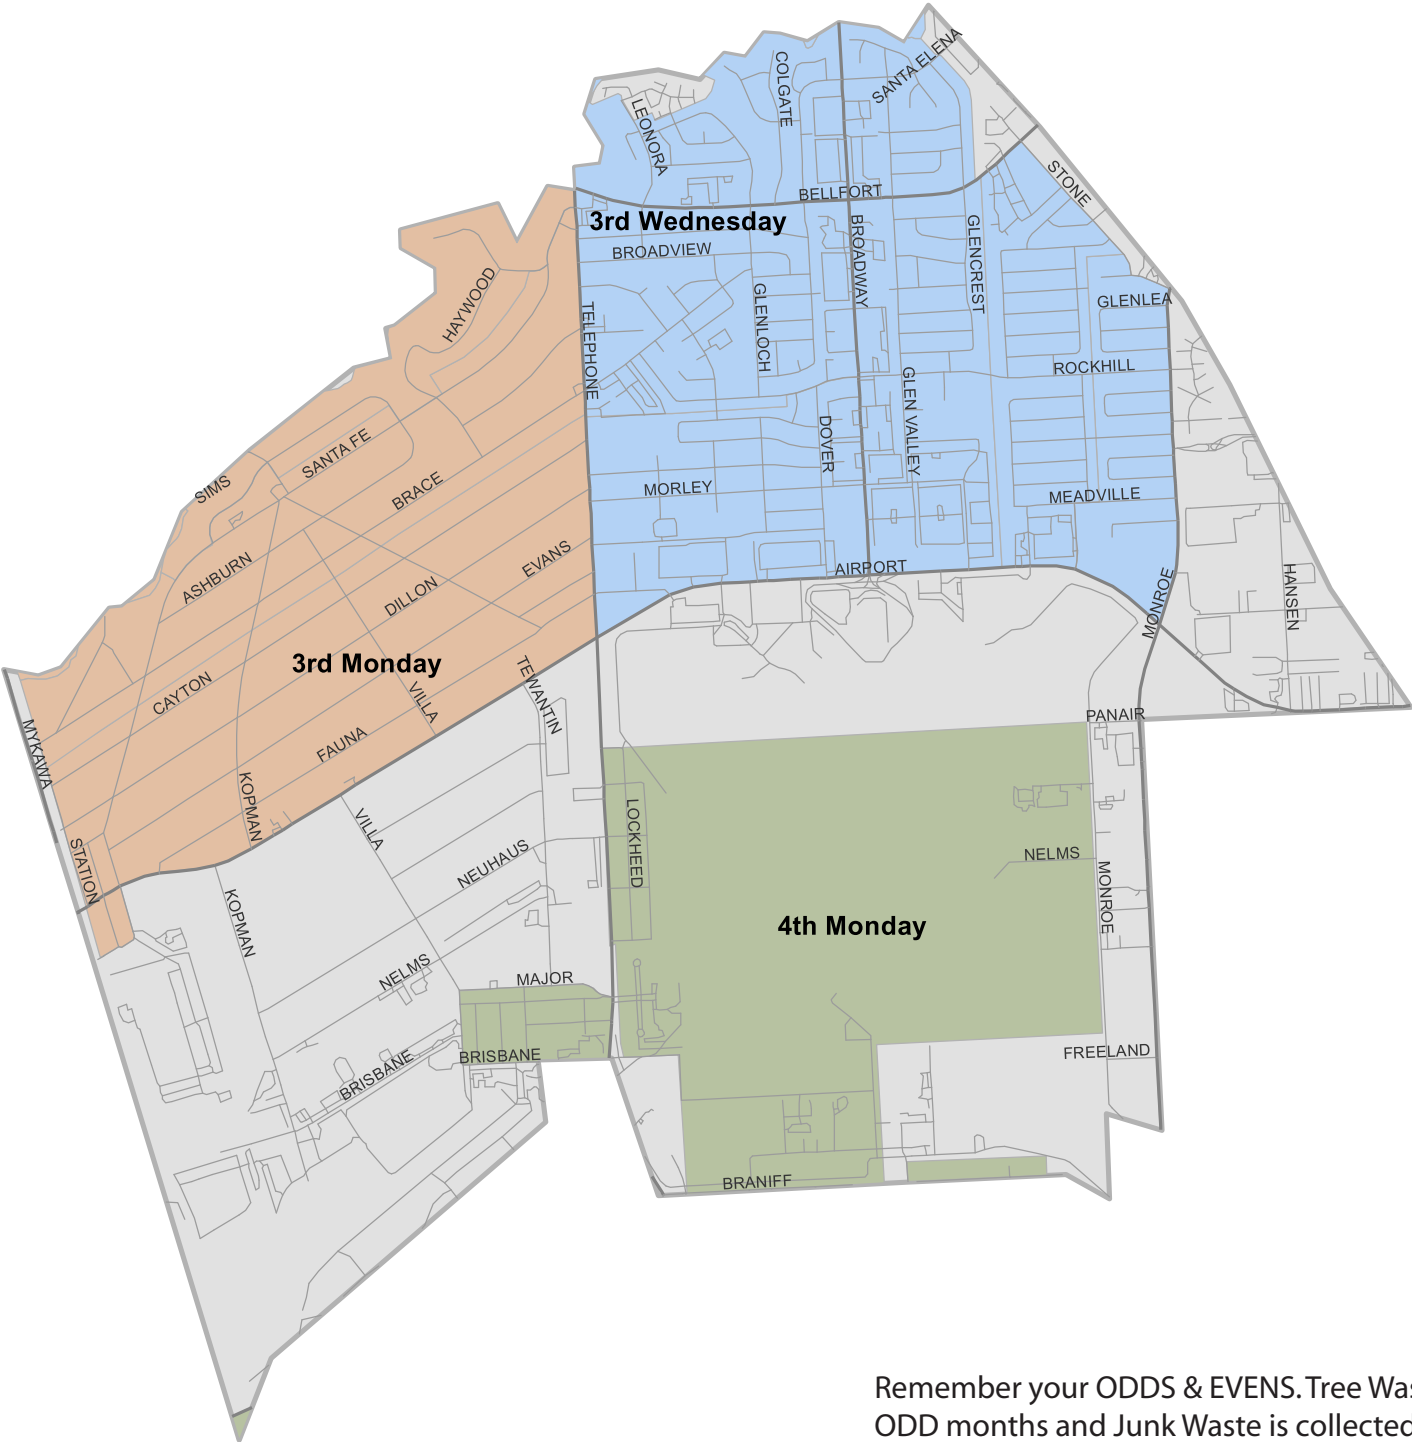 SANTA ELENA
COLGATE
LEONORA
STONE
BELLFORT
3rd Wednesday
BROADVIEW
BROADWAY
GLENCREST
HAYWOOD
TELEPHONE
GLENLOCH
GLENLEA
ROCKHILL
GLEN VALLEY
DOVER
SANTA FE
SIMS
BRACE
MORLEY
MEADVILLE
ASHBURN
EVANS
DILLON
AIRPORT
HANSEN
MONROE
3rd Monday
CAYTON
TEWANTIN
VILLA
FAUNA
PANAIR
MYKAWA
KOPMAN
VILLA
LOCKHEED
STATION
NEUHAUS
NELMS
MONROE
KOPMAN
4th Monday
NELMS
MAJOR
BRISBANE
BRISBANE
FREELAND
BRANIFF
Remember your ODDS & EVENS. Tree Was
ODD months and Junk Waste is collected